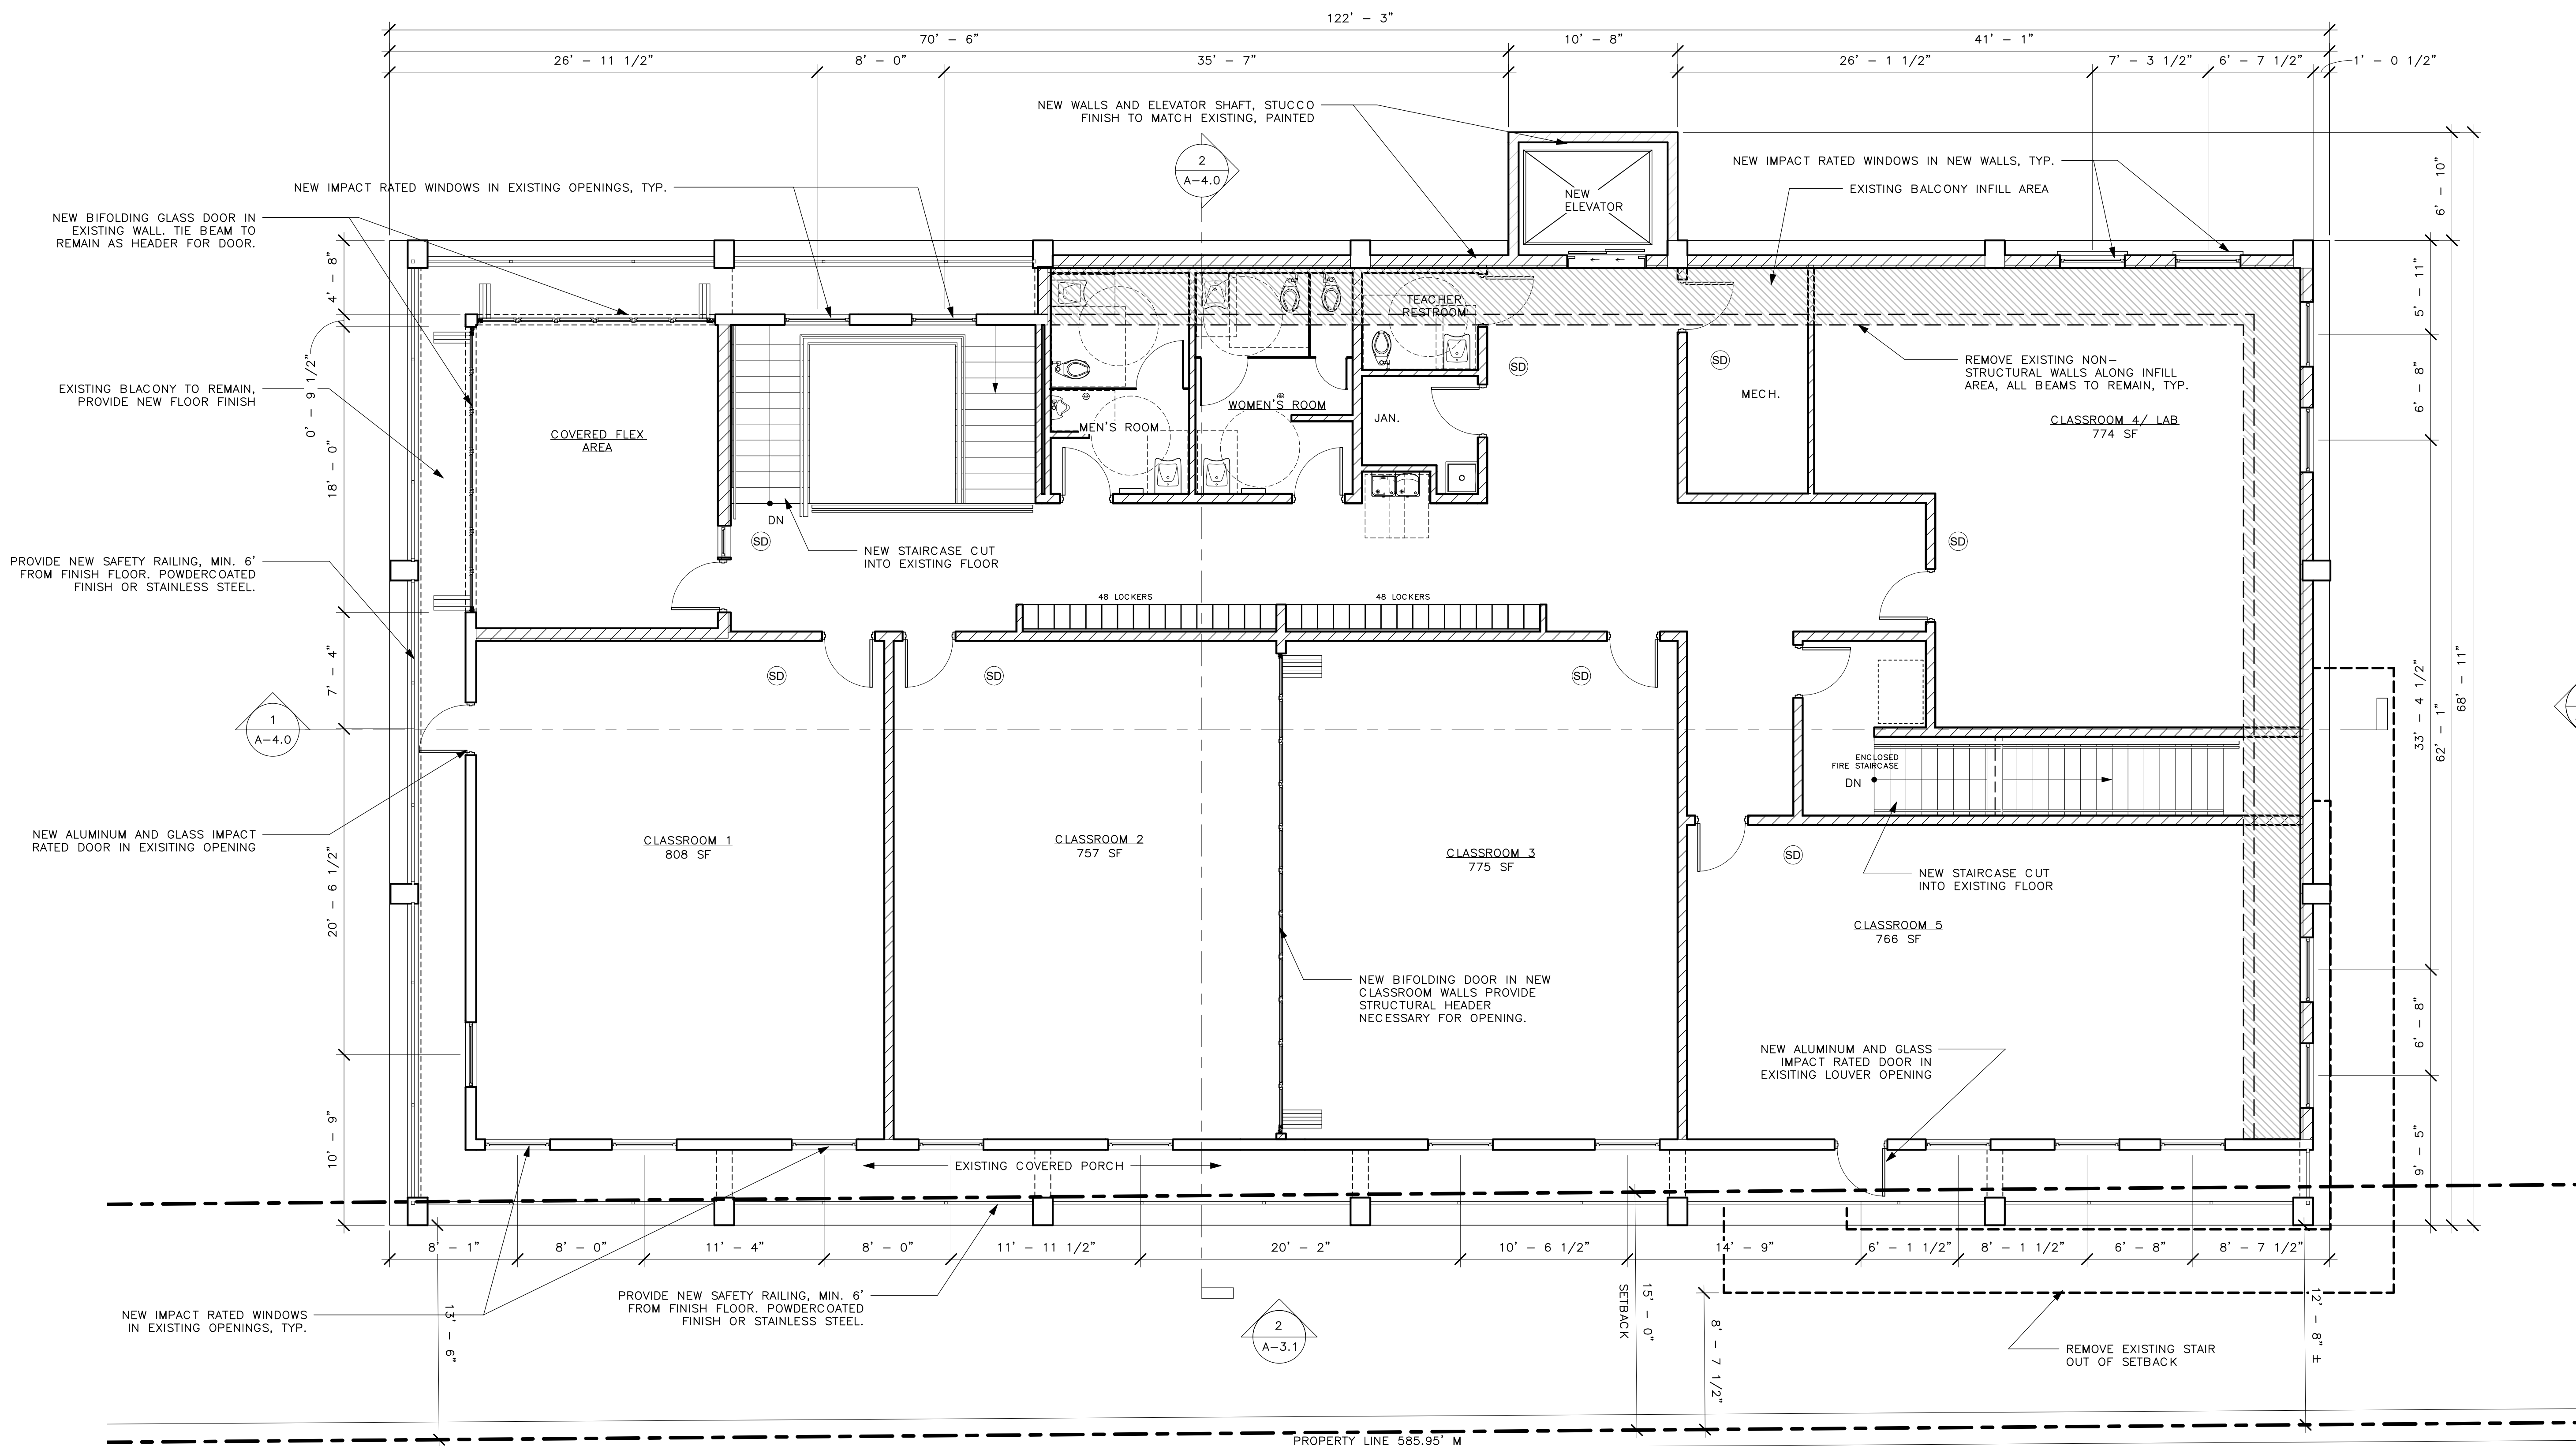 122' - 3"
70' - 6"
10' - 8"
41' - 1"
26' - 11 1/2"
8' - 0"
35' - 7"
26' - 1 1/2"
7' - 3 1/2"
6' - 7 1/2"
1' - 0 1/2"
NEW WALLS AND ELEVATOR SHAFT, STUCCO
FINISH TO MATCH EXISTING, PAINTED
2
A-4.0
NEW IMPACT RATED WINDOWS IN NEW WALLS, TYP.
EXISTING BALCONY INFILL AREA
NEW IMPACT RATED WINDOWS IN EXISTING OPENINGS, TYP.
NEW
ELEVATOR
NEW BIFOLDING GLASS DOOR IN
EXISTING WALL. TIE BEAM TO
REMAIN AS HEADER FOR DOOR.
6' - 10"
4' - 8"
5' - 11"
TEACHER
RESTROOM
0' - 9 1/2"
SD
SD
MECH.
REMOVE EXISTING NON-
STRUCTURAL WALLS ALONG INFILL
AREA, ALL BEAMS TO REMAIN, TYP.
6' - 8"
EXISTING BLACONY TO REMAIN,
PROVIDE NEW FLOOR FINISH
WOMEN'S ROOM
JAN.
MEN'S ROOM
CLASSROOM 4/ LAB
774 SF
COVERED FLEX
AREA
18' - 0"
DN
SD
SD
NEW STAIRCASE CUT
INTO EXISTING FLOOR
PROVIDE NEW SAFETY RAILING, MIN. 6'
FROM FINISH FLOOR. POWDERCOATED
FINISH OR STAINLESS STEEL.
48 LOCKERS
48 LOCKERS
SD
SD
SD
7' - 4"
33' - 4 1/2"
62' - 1"
68' - 11"
1
A-4.0
ENCLOSED
FIRE STAIRCASE
DN
NEW ALUMINUM AND GLASS IMPACT
RATED DOOR IN EXISITING OPENING
CLASSROOM 1
808 SF
CLASSROOM 2
757 SF
CLASSROOM 3
775 SF
SD
NEW STAIRCASE CUT
INTO EXISTING FLOOR
20' - 6 1/2"
CLASSROOM 5
766 SF
NEW BIFOLDING DOOR IN NEW
CLASSROOM WALLS PROVIDE
STRUCTURAL HEADER
NECESSARY FOR OPENING.
6' - 8"
NEW ALUMINUM AND GLASS
IMPACT RATED DOOR IN
EXISITING LOUVER OPENING
10' - 9"
9' - 5"
EXISTING COVERED PORCH
8' - 1"
8' - 0"
11' - 4"
8' - 0"
11' - 11 1/2"
20' - 2"
10' - 6 1/2"
14' - 9"
6' - 1 1/2"
8' - 1 1/2"
6' - 8"
8' - 7 1/2"
PROVIDE NEW SAFETY RAILING, MIN. 6'
FROM FINISH FLOOR. POWDERCOATED
FINISH OR STAINLESS STEEL.
NEW IMPACT RATED WINDOWS
IN EXISTING OPENINGS, TYP.
13' - 6"
2
A-3.1
15' - 0"
SETBACK
8' - 7 1/2"
12' - 8" ±
REMOVE EXISTING STAIR
OUT OF SETBACK
PROPERTY LINE 585.95' M